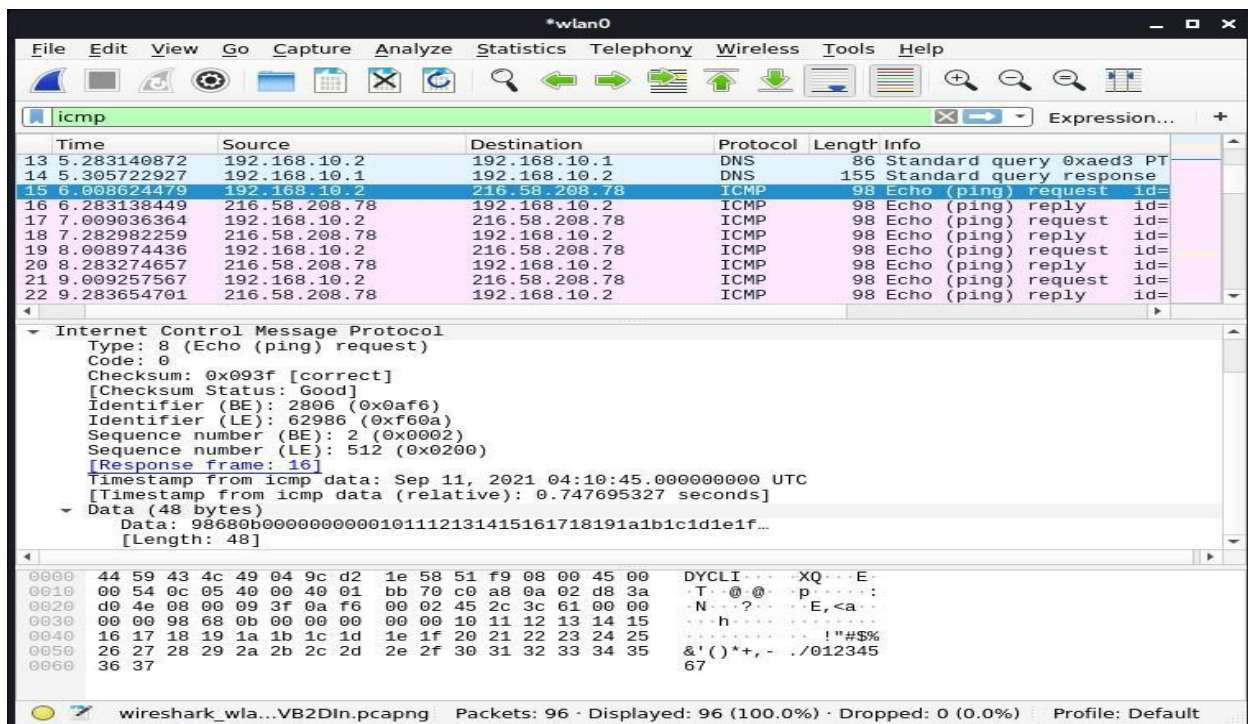 *wlan0
File Edit View Go Capture Analyze Statistics Telephony Wireless Tools Help
icmp Expression... +
Time Source Destination Protocol Length Info
13 5.283140872 192.168.10.2 192.168.10.1 DNS 86 Standard query 0xaed3 PT
14 5.305722927 192.168.10.1 192.168.10.2 DNS 155 Standard query response
15 6.008624479 192.168.10.2 216.58.208.78 ICMP 98 Echo (ping) request id=
16 6.283138449 216.58.208.78 192.168.10.2 ICMP 98 Echo (ping) reply id=
17 7.009036364 192.168.10.2 216.58.208.78 ICMP 98 Echo (ping) request id=
18 7.282982259 216.58.208.78 192.168.10.2 ICMP 98 Echo (ping) reply id=
19 8.008974436 192.168.10.2 216.58.208.78 ICMP 98 Echo (ping) request id=
20 8.283274657 216.58.208.78 192.168.10.2 ICMP 98 Echo (ping) reply id=
21 9.009257567 192.168.10.2 216.58.208.78 ICMP 98 Echo (ping) request id=
22 9.283654701 216.58.208.78 192.168.10.2 ICMP 98 Echo (ping) reply id=
Internet Control Message Protocol
Type: 8 (Echo (ping) request)
Code: 0
Checksum: 0x093f [correct]
[Checksum Status: Good]
Identifier (BE): 2806 (0x0af6)
Identifier (LE): 62986 (0xf60a)
Sequence number (BE): 2 (0x0002)
Sequence number (LE): 512 (0x0200)
[Response frame: 16]
Timestamp from icmp data: Sep 11, 2021 04:10:45.000000000 UTC
[Timestamp from icmp data (relative): 0.747695327 seconds]
Data (48 bytes)
Data: 98680b0000000000101112131415161718191a1b1c1d1e1f…
[Length: 48]
0000 44 59 43 4c 49 04 9c d2 1e 58 51 f9 08 00 45 00 DYCLI··· ·XQ···E·
0010 00 54 0c 05 40 00 40 01 bb 70 c0 a8 0a 02 d8 3a ·T··@·@· ·p·····:
0020 d0 4e 08 00 09 3f 0a f6 00 02 45 2c 3c 61 00 00 ·N···?·· ··E,<a··
0030 00 00 98 68 0b 00 00 00 00 00 10 11 12 13 14 15 ···h···· ········
0040 16 17 18 19 1a 1b 1c 1d 1e 1f 20 21 22 23 24 25 ········ ·· !"#$%
0050 26 27 28 29 2a 2b 2c 2d 2e 2f 30 31 32 33 34 35 &'()*+,- ./012345
0060 36 37 67
wireshark_wla...VB2DIn.pcapng Packets: 96 · Displayed: 96 (100.0%) · Dropped: 0 (0.0%) Profile: Default